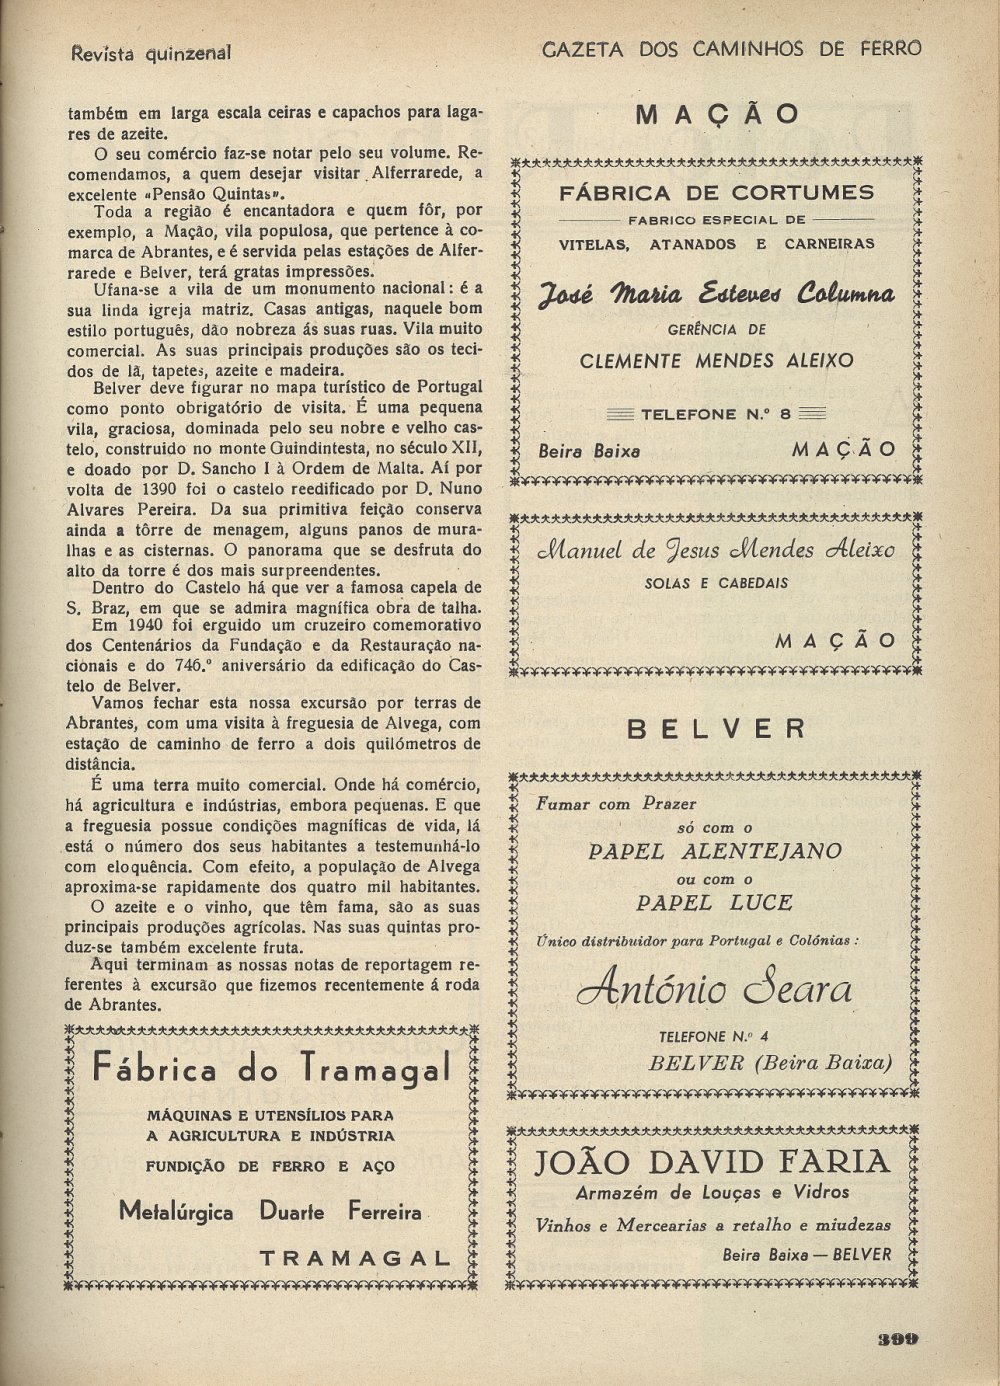 Revista quinzenal
GAZETA DOS CAMINHOS DE FERRO
também em larga escala ceiras e capachos para laga-
res de azeite.
O seu comércio faz-se notar pelo seu volume. Re-
comendamos, a quem desejar visitar Alferrarede, a
excelente «Pensão Quintas».
Toda a região é encantadora e quem fôr, por
exemplo, a Mação, vila populosa, que pertence à co-
marca de Abrantes, e é servida pelas estações de Alfer-
rarede e Belver, terá gratas impressões.
Ufana-se a vila de um monumento nacional: é a
sua linda igreja matriz. Casas antigas, naquele bom
estilo português, dão nobreza ás suas ruas. Vila muito
comercial. As suas principais produções são os teci-
dos de lã, tapetes, azeite e madeira.
Belver deve figurar no mapa turístico de Portugal
como ponto obrigatório de visita. É uma pequena
vila, graciosa, dominada pelo seu nobre e velho cas-
telo, construido no monte Guindintesta, no século XII,
e doado por D. Sancho I à Ordem de Malta. Aí por
volta de 1390 foi o castelo reedificado por D. Nuno
Alvares Pereira. Da sua primitiva feição conserva
ainda a tôrre de menagem, alguns panos de mura-
lhas e as cisternas. O panorama que se desfruta do
alto da torre é dos mais surpreendentes.
Dentro do Castelo há que ver a famosa capela de
S. Braz, em que se admira magnífica obra de talha.
Em 1940 foi erguido um cruzeiro comemorativo
dos Centenários da Fundação e da Restauração na-
cionais e do 746.º aniversário da edificação do Cas-
telo de Belver.
Vamos fechar esta nossa excursão por terras de
Abrantes, com uma visita à freguesia de Alvega, com
estação de caminho de ferro a dois quilómetros de
distância.
É uma terra muito comercial. Onde há comércio,
há agricultura e indústrias, embora pequenas. E que
a freguesia possue condições magníficas de vida, lá
está o número dos seus habitantes a testemunhá-lo
com eloquência. Com efeito, a população de Alvega
aproxima-se rapidamente dos quatro mil habitantes.
O azeite e o vinho, que têm fama, são as suas
principais produções agrícolas. Nas suas quintas pro-
duz-se também excelente fruta.
Aqui terminam as nossas notas de reportagem re-
ferentes à excursão que fizemos recentemente á roda
de Abrantes.
Fábrica do Tramagal
MÁQUINAS E UTENSÍLIOS PARA
A AGRICULTURA E INDÚSTRIA
FUNDIÇÃO DE FERRO E AÇO
Metalúrgica Duarte Ferreira
TRAMAGAL
MAÇÃO
FÁBRICA DE CORTUMES
FABRICO ESPECIAL DE
VITELAS, ATANADOS E CARNEIRAS
José Maria Esteves Columna
GERÊNCIA DE
CLEMENTE MENDES ALEIXO
TELEFONE N.º 8
Beira Baixa MAÇÃO
Manuel de Jesus Mendes Aleixo
SOLAS E CABEDAIS
MAÇÃO
BELVER
Fumar com Prazer
só com o
PAPEL ALENTEJANO
ou com o
PAPEL LUCE
Único distribuidor para Portugal e Colónias:
António Seara
TELEFONE N.º 4
BELVER (Beira Baixa)
JOÃO DAVID FARIA
Armazém de Louças e Vidros
Vinhos e Mercearias a retalho e miudezas
Beira Baixa — BELVER
399